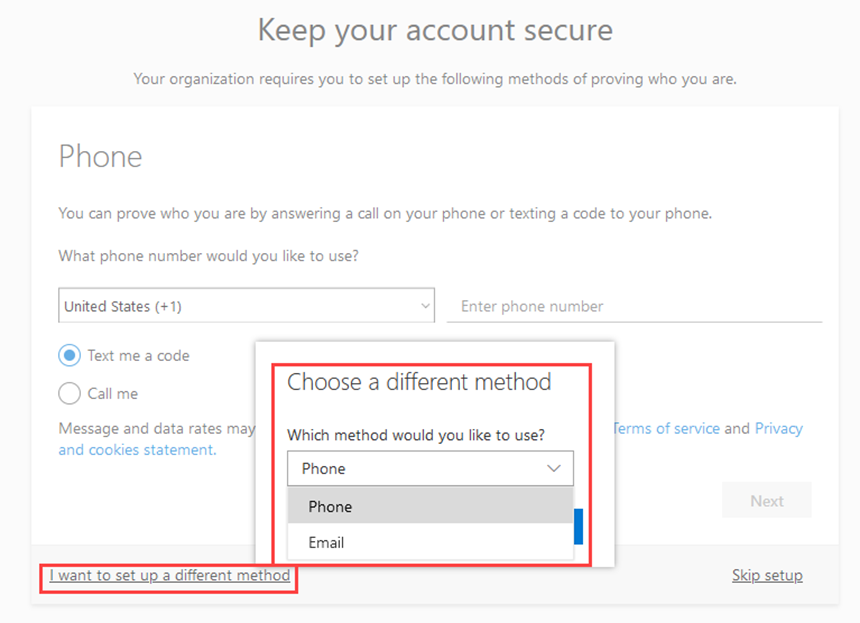 Keep your account secure
Your organization requires you to set up the following methods of proving who you are.
Phone
You can prove who you are by answering a call on your phone or texting a code to your phone.
What phone number would you like to use?
United States (+1)
Enter phone number
Text me a code
Call me
Message and data rates may
Terms of service and Privacy
and cookies statement.
Choose a different method
Which method would you like to use?
Phone
Phone
Email
Next
I want to set up a different method
Skip setup